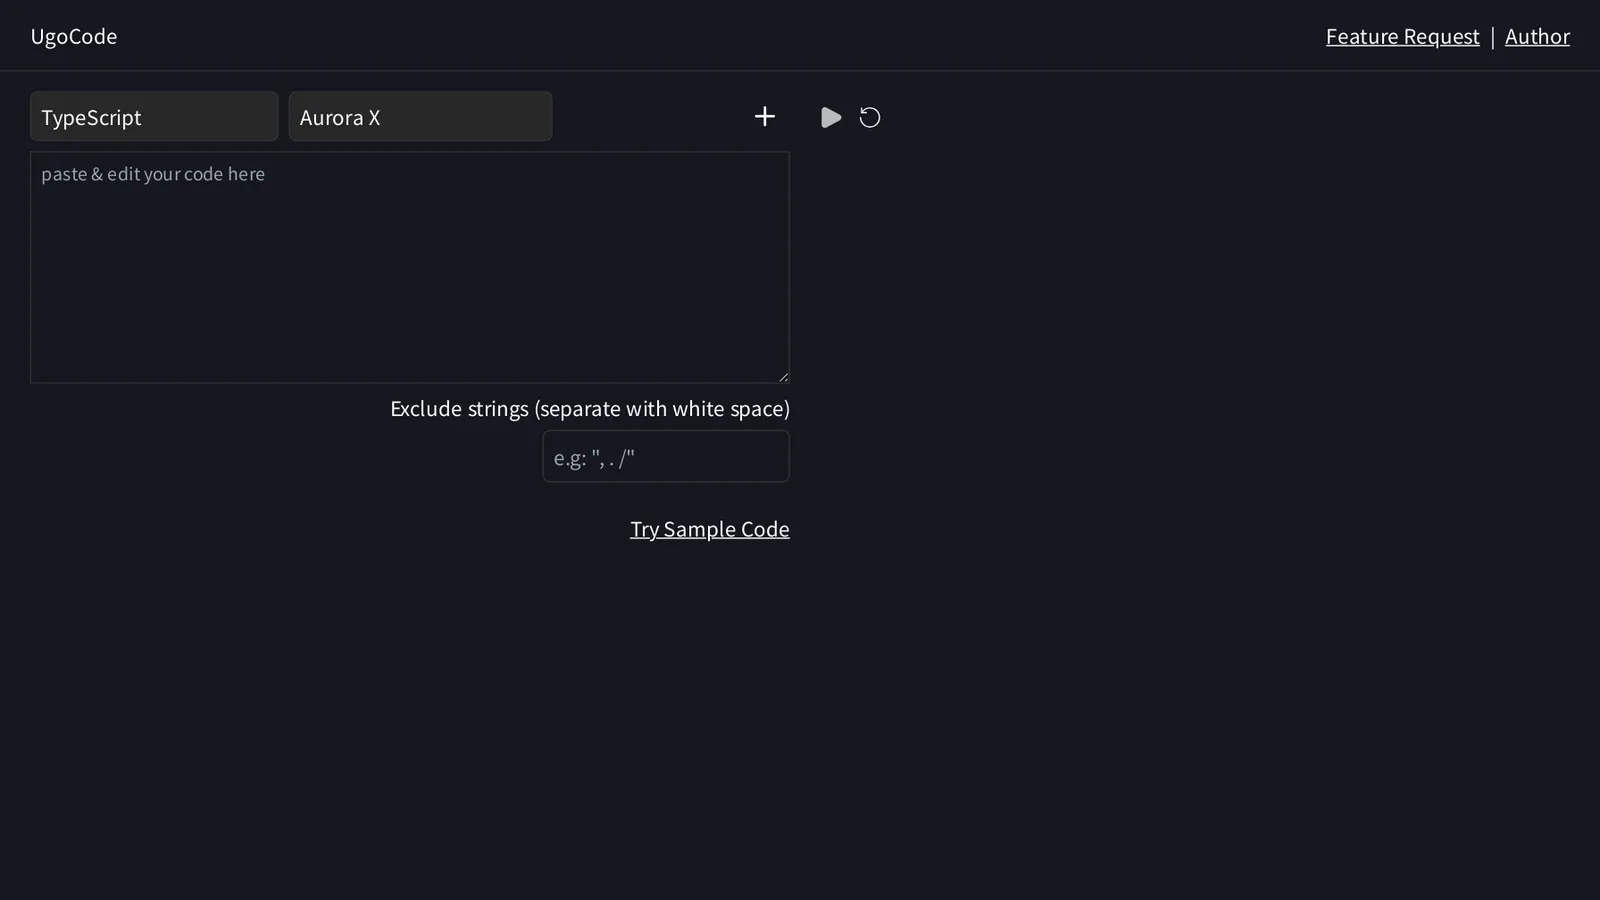 UgoCode
Feature Request | Author
TypeScript
Aurora X
paste & edit your code here
Exclude strings (separate with white space)
e.g: ", . /"
Try Sample Code